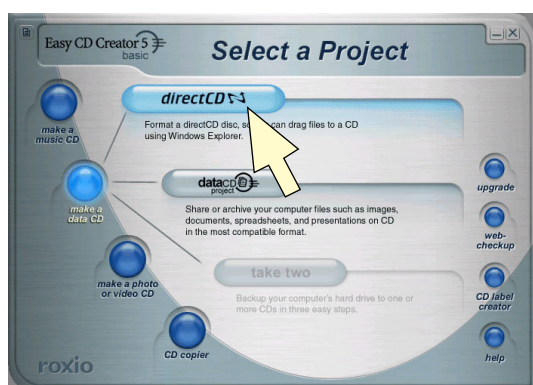 Easy CD Creator 5
basic
Select a Project
directCD
Format a directCD disc, so can drag files to a CD
using Windows Explorer.
make a
music CD
datacD
project
Share or archive your computer files such as images,
documents, spreadsheets, and presentations on CD
in the most compatible format.
make a
data CD
take two
Backup your computer's hard drive to one or
more CDs in three easy steps.
make a photo
or video CD
CD copier
upgrade
web-
checkup
CD label
creator
help
roxio